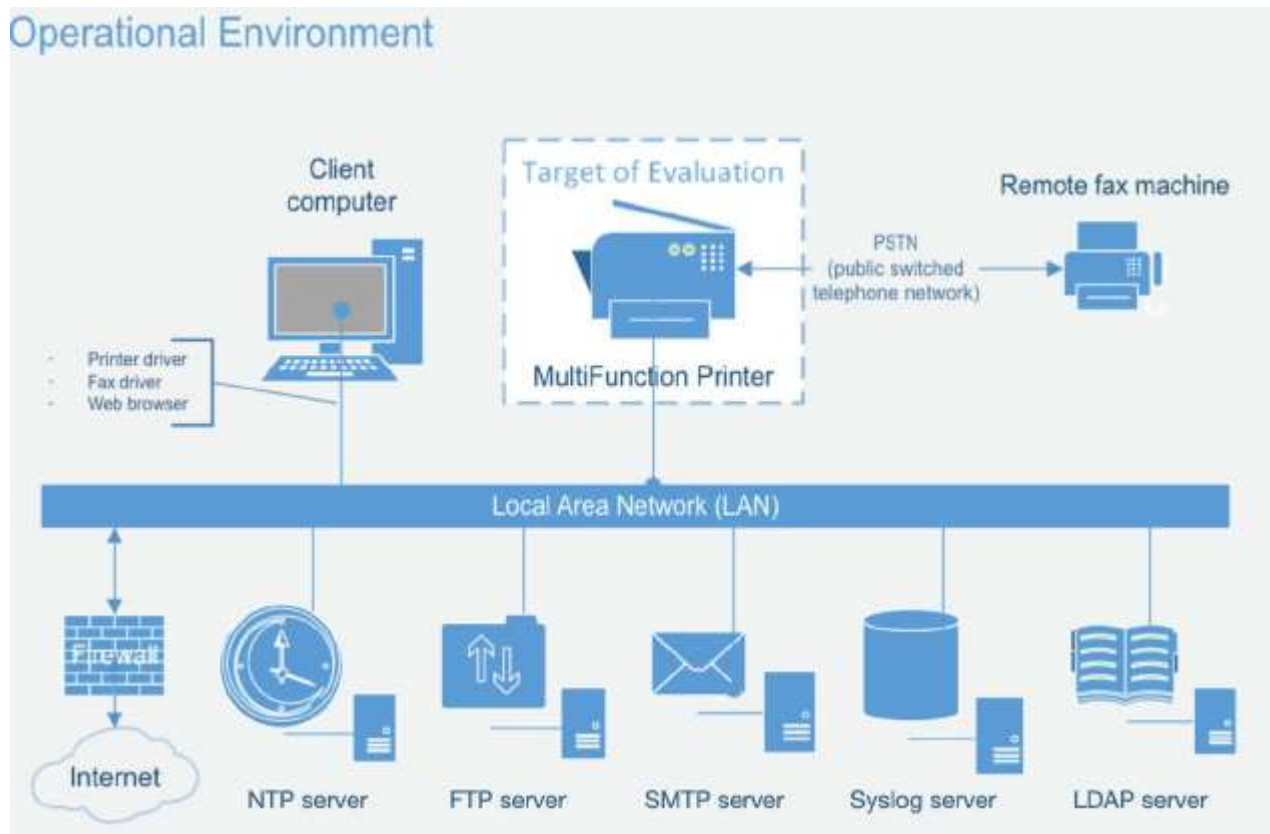 Operational Environment
Client
computer
Target of Evaluation
MultiFunction Printer
PSTN
(public switched
telephone network)
Remote fax machine
- Printer driver
- Fax driver
- Web browser
Local Area Network (LAN)
Firewall
Internet
NTP server
FTP server
SMTP server
Syslog server
LDAP server